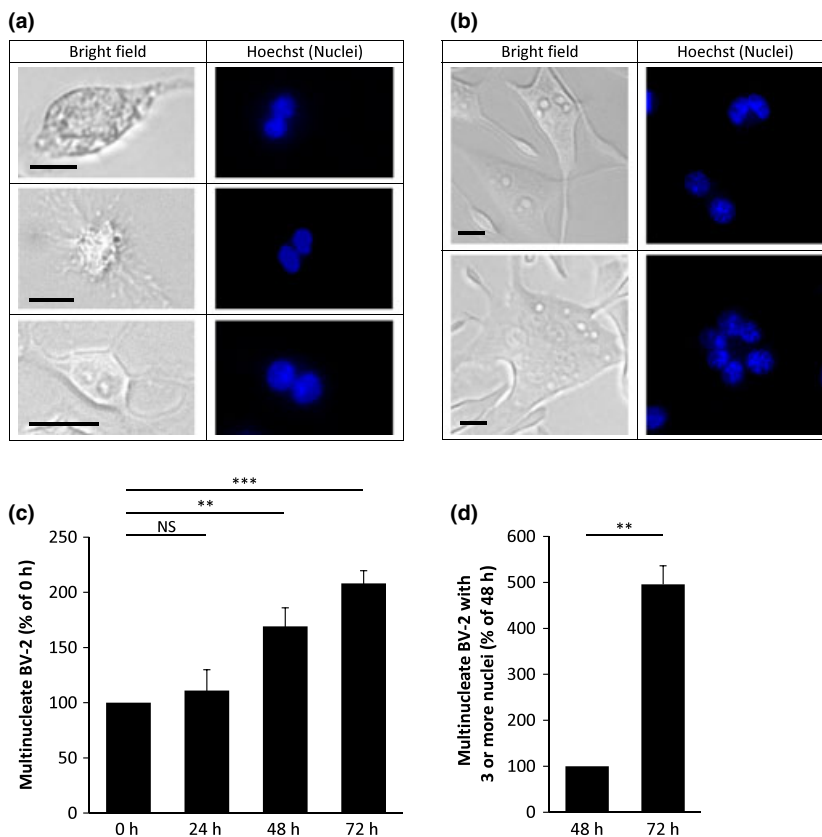 (a)
Bright field
Hoechst (Nuclei)
(b)
Bright field
Hoechst (Nuclei)
(c)
***
**
NS
Multinucleate BV-2 (% of 0 h)
250
200
150
100
50
0
0 h
24 h
48 h
72 h
(d)
**
Multinucleate BV-2 with
3 or more nuclei (% of 48 h)
600
500
400
300
200
100
0
48 h
72 h